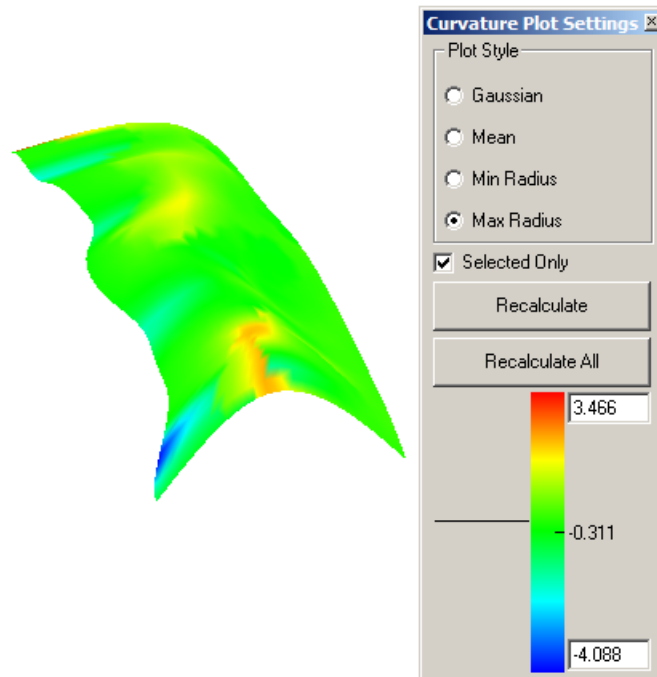 Curvature Plot Settings
Plot Style
Gaussian
Mean
Min Radius
Max Radius
Selected Only
Recalculate
Recalculate All
3.466
-0.311
-4.088